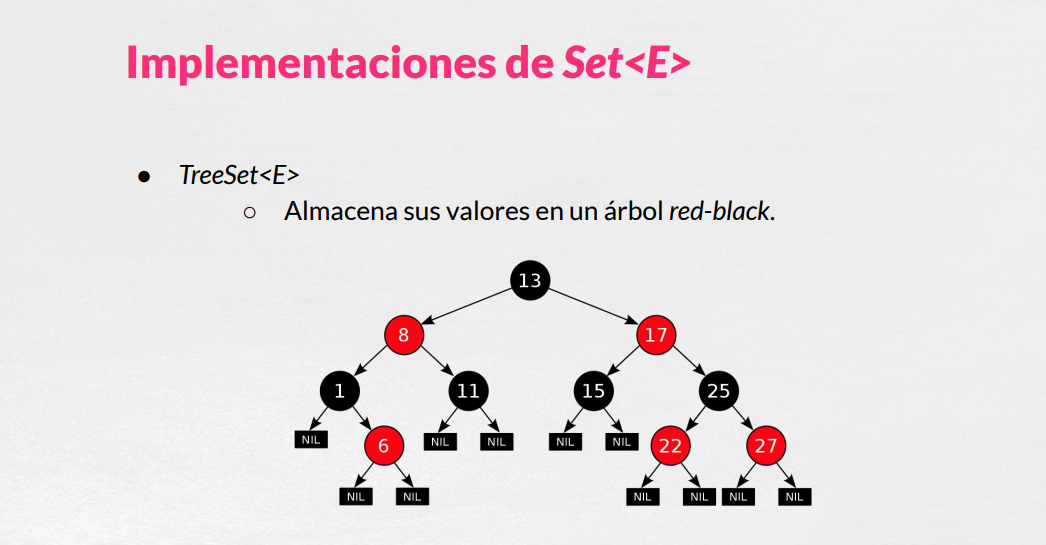 Implementaciones de Set<E>
● TreeSet<E>
○ Almacena sus valores en un árbol red-black.
13
8 17
1 11 15 25
NIL 6 NIL NIL NIL NIL 22 27
NIL NIL NIL NIL NIL NIL